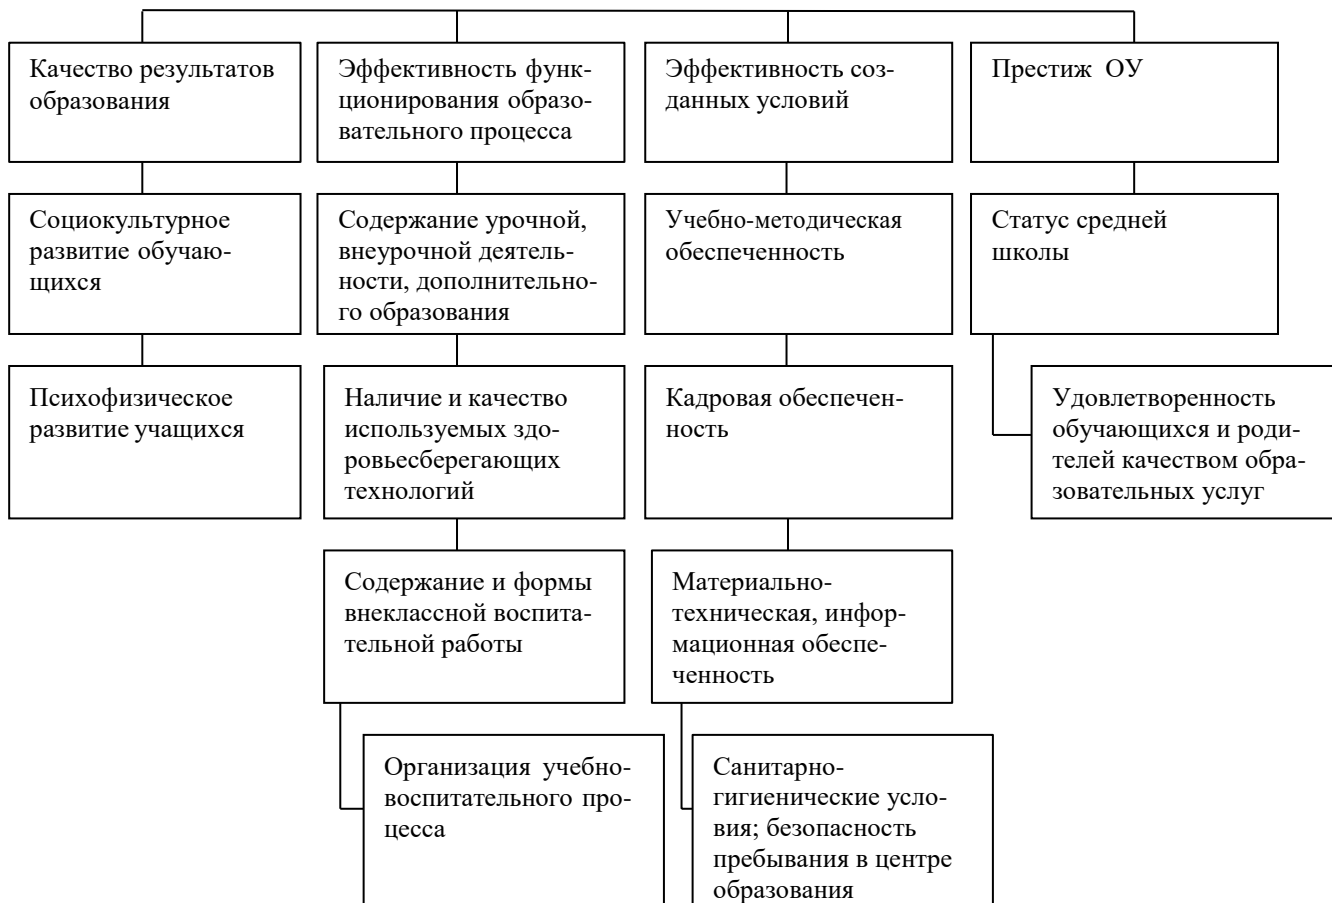 Качество результатов
образования
Эффективность функ-
ционирования образо-
вательного процесса
Эффективность соз-
данных условий
Престиж ОУ
Социокультурное
развитие обучаю-
щихся
Содержание урочной,
внеурочной деятель-
ности, дополнительно-
го образования
Учебно-методическая
обеспеченность
Статус средней
школы
Психофизическое
развитие учащихся
Наличие и качество
используемых здо-
ровьесберегающих
технологий
Кадровая обеспечен-
ность
Удовлетворенность
обучающихся и роди-
телей качеством обра-
зовательных услуг
Содержание и формы
внеклассной воспита-
тельной работы
Материально-
техническая, инфор-
мационная обеспе-
ченность
Организация учебно-
воспитательного про-
цесса
Санитарно-
гигиенические усло-
вия; безопасность
пребывания в центре
образования